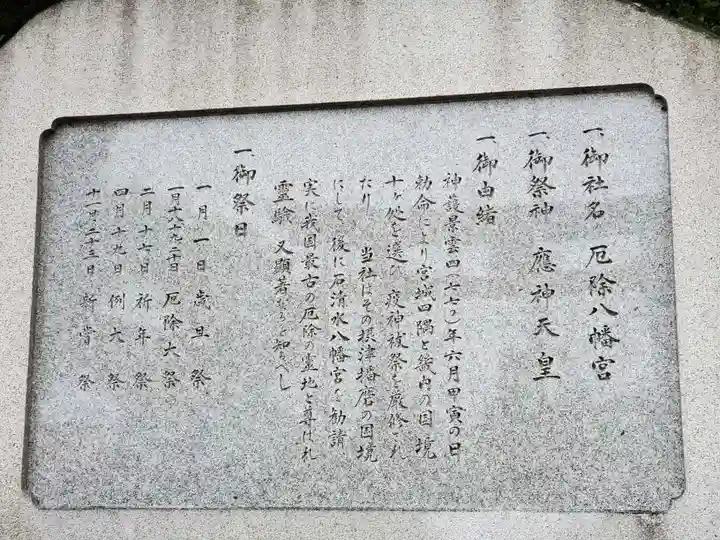 一、御社名 厄除八幡宮
一、御祭神 應神天皇
一、御由緒
神護景雲四(六七〇)年六月甲寅の日
勅命により宮城四隅と畿内の国境
十ヶ処を選び 疫神祓祭を厳修され
たり 当社はその摂津播磨の国境
にして 後に石清水八幡宮を勧請
実に我国最古の厄除の霊地と尊ばれ
霊験 又顕著なると知るべし
一、御祭日
一月 一日 歳旦祭
一月十八十九二十日 厄除大祭
二月十六日 祈年祭
四月十九日 例大祭
十一月二十三日 新嘗祭